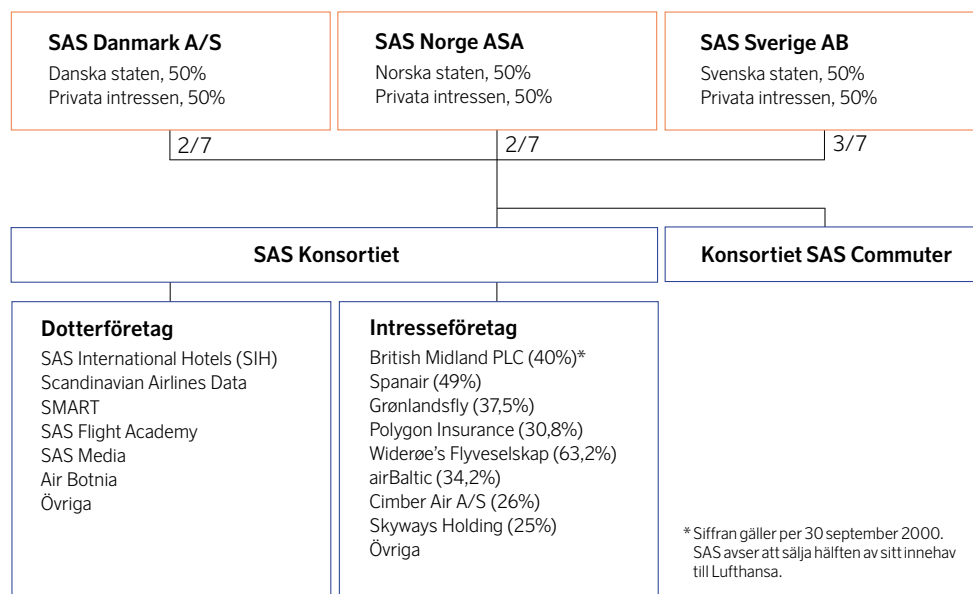 SAS Danmark A/S
Danska staten, 50%
Privata intressen, 50%
SAS Norge ASA
Norska staten, 50%
Privata intressen, 50%
SAS Sverige AB
Svenska staten, 50%
Privata intressen, 50%
2/7
2/7
3/7
SAS Konsortiet
Konsortiet SAS Commuter
Dotterföretag
SAS International Hotels (SIH)
Scandinavian Airlines Data
SMART
SAS Flight Academy
SAS Media
Air Botnia
Övriga
Intresseföretag
British Midland PLC (40%)*
Spanair (49%)
Grønlandsfly (37,5%)
Polygon Insurance (30,8%)
Widerøe's Flyveselskap (63,2%)
airBaltic (34,2%)
Cimber Air A/S (26%)
Skyways Holding (25%)
Övriga
* Siffran gäller per 30 september 2000.
SAS avser att sälja hälften av sitt innehav
till Lufthansa.